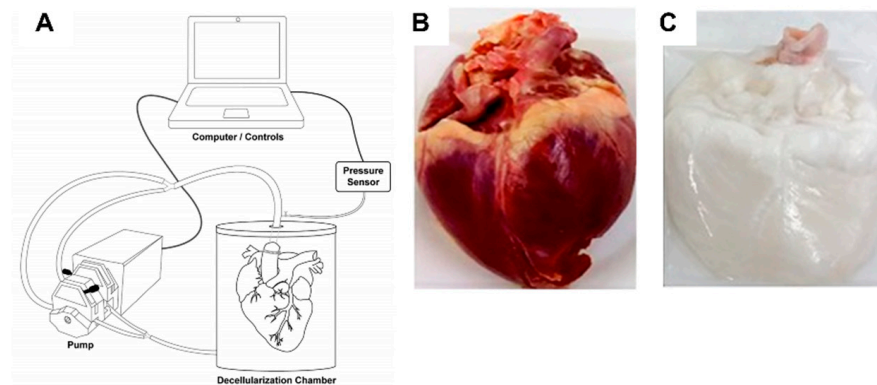 A
B
C
Computer / Controls
Pressure
Sensor
Pump
Decellularization Chamber